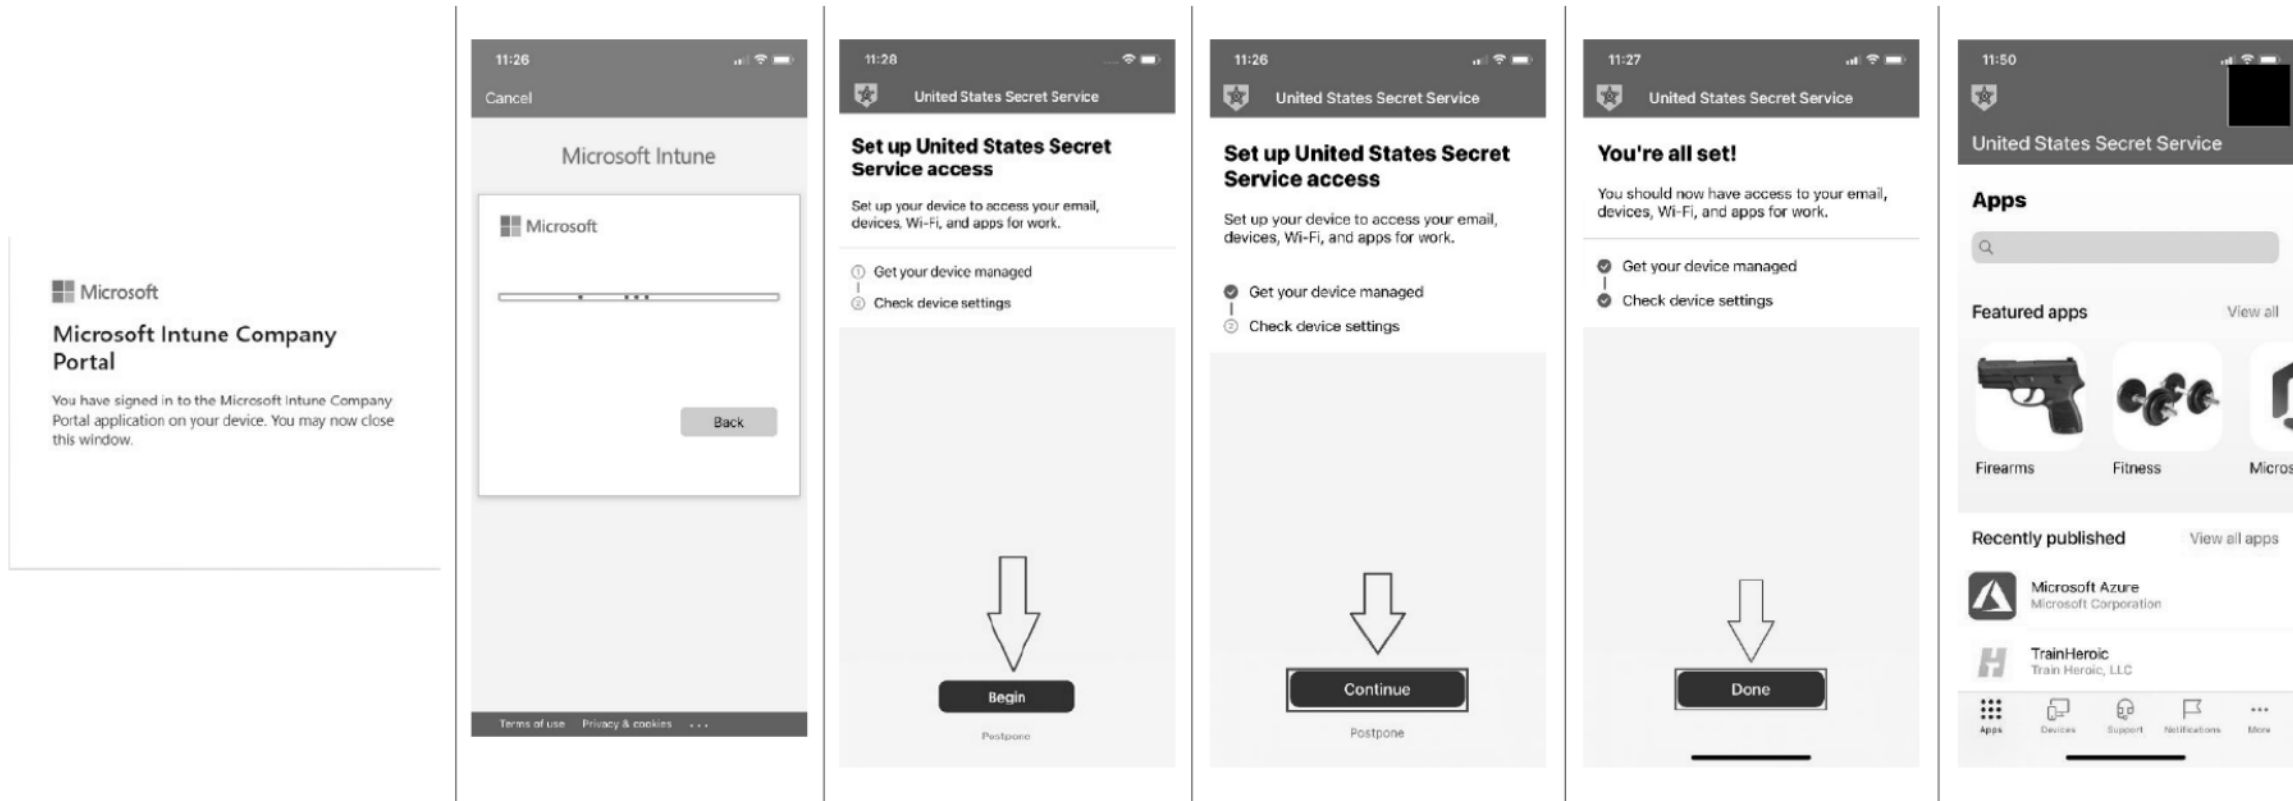 Microsoft
Microsoft Intune Company
Portal
You have signed in to the Microsoft Intune Company
Portal application on your device. You may now close
this window.
11:26
Cancel
Microsoft Intune
Microsoft
Back
Terms of use Privacy & cookies ...
11:28
United States Secret Service
Set up United States Secret
Service access
Set up your device to access your email,
devices, Wi-Fi, and apps for work.
1 Get your device managed
2 Check device settings
Begin
Postpone
11:26
United States Secret Service
Set up United States Secret
Service access
Set up your device to access your email,
devices, Wi-Fi, and apps for work.
Get your device managed
2 Check device settings
Continue
Postpone
11:27
United States Secret Service
You're all set!
You should now have access to your email,
devices, Wi-Fi, and apps for work.
Get your device managed
Check device settings
Done
11:50
United States Secret Service
Apps
Featured apps View all
Firearms Fitness Micros
Recently published View all apps
Microsoft Azure
Microsoft Corporation
TrainHeroic
Train Heroic, LLC
Apps Devices Support Notifications More